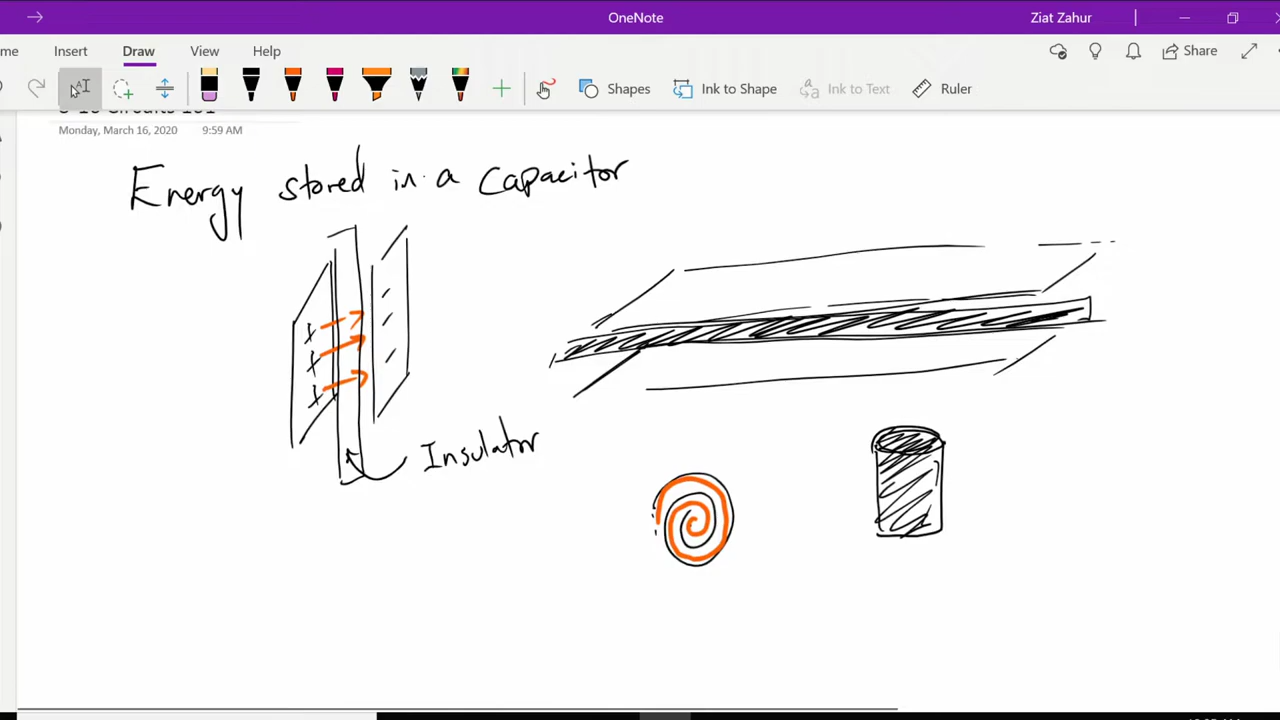 OneNote
Ziat Zahur
Insert Draw View Help
Share
Shapes
Ink to Shape
Ink to Text
Ruler
Monday, March 16, 2020 9:59 AM
Energy stored in a capacitor
Insulator